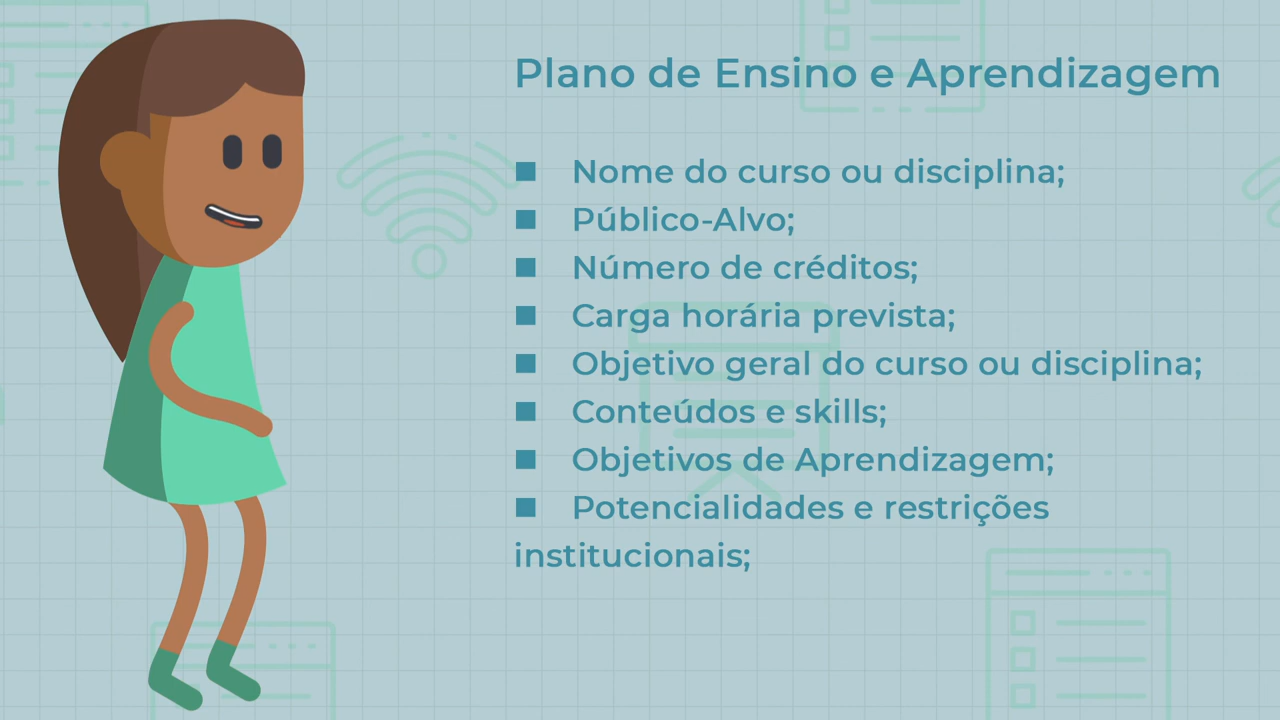 Plano de Ensino e Aprendizagem
■ Nome do curso ou disciplina;
■ Público-Alvo;
■ Número de créditos;
■ Carga horária prevista;
■ Objetivo geral do curso ou disciplina;
■ Conteúdos e skills;
■ Objetivos de Aprendizagem;
■ Potencialidades e restrições
institucionais;